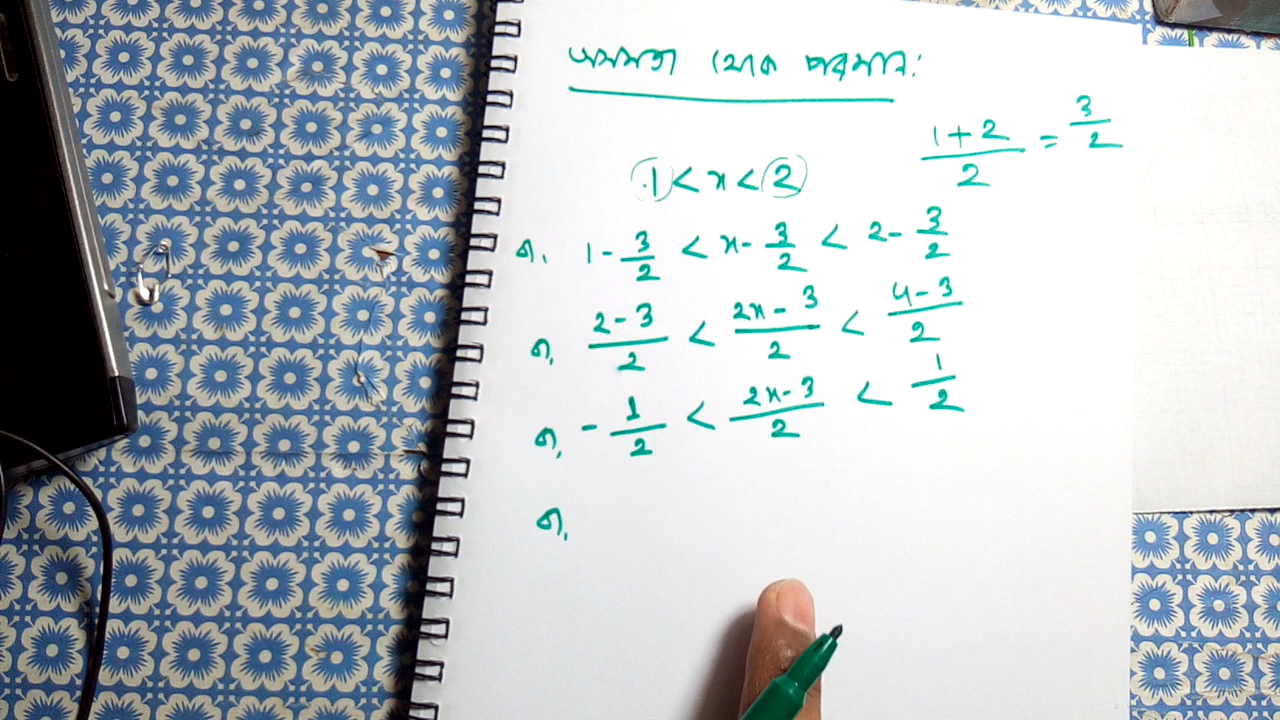 অসমতা থেকে পরমমান:
(1+2)/2 = 3/2
1 < x < 2
বা, 1 - 3/2 < x - 3/2 < 2 - 3/2
বা, (2 - 3)/2 < (2x - 3)/2 < (4 - 3)/2
বা, - 1/2 < (2x - 3)/2 < 1/2
বা,